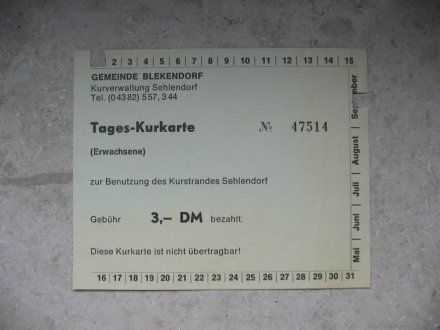 2 3 4 5 6 7 8 9 10 11 12 13 14 15
GEMEINDE BLEKENDORF
Kurverwaltung Sehlendorf
Tel. (04382) 557, 344
Tages-Kurkarte № 47514
(Erwachsene)
zur Benutzung des Kurstrandes Sehlendorf
Gebühr 3,– DM bezahlt.
Diese Kurkarte ist nicht übertragbar!
16 17 18 19 20 21 22 23 24 25 26 27 28 29 30 31
Mai | Juni | Juli | August | September